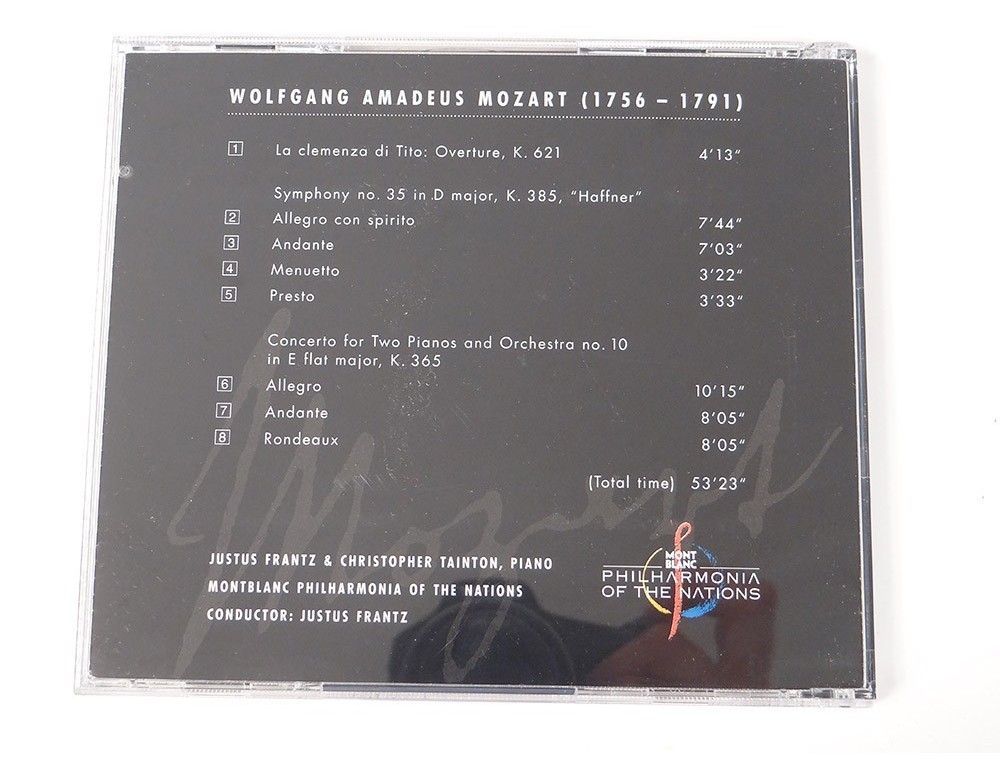 WOLFGANG AMADEUS MOZART (1756 – 1791)
1 La clemenza di Tito: Overture, K. 621 4’13“
Symphony no. 35 in D major, K. 385, “Haffner”
2 Allegro con spirito 7’44“
3 Andante 7’03“
4 Menuetto 3’22“
5 Presto 3’33“
Concerto for Two Pianos and Orchestra no. 10
in E flat major, K. 365
6 Allegro 10’15“
7 Andante 8’05“
8 Rondeaux 8’05“
(Total time) 53’23“
Mozart
JUSTUS FRANTZ & CHRISTOPHER TAINTON, PIANO
MONTBLANC PHILHARMONIA OF THE NATIONS
CONDUCTOR: JUSTUS FRANTZ
MONT
BLANC
PHILHARMONIA
OF THE NATIONS